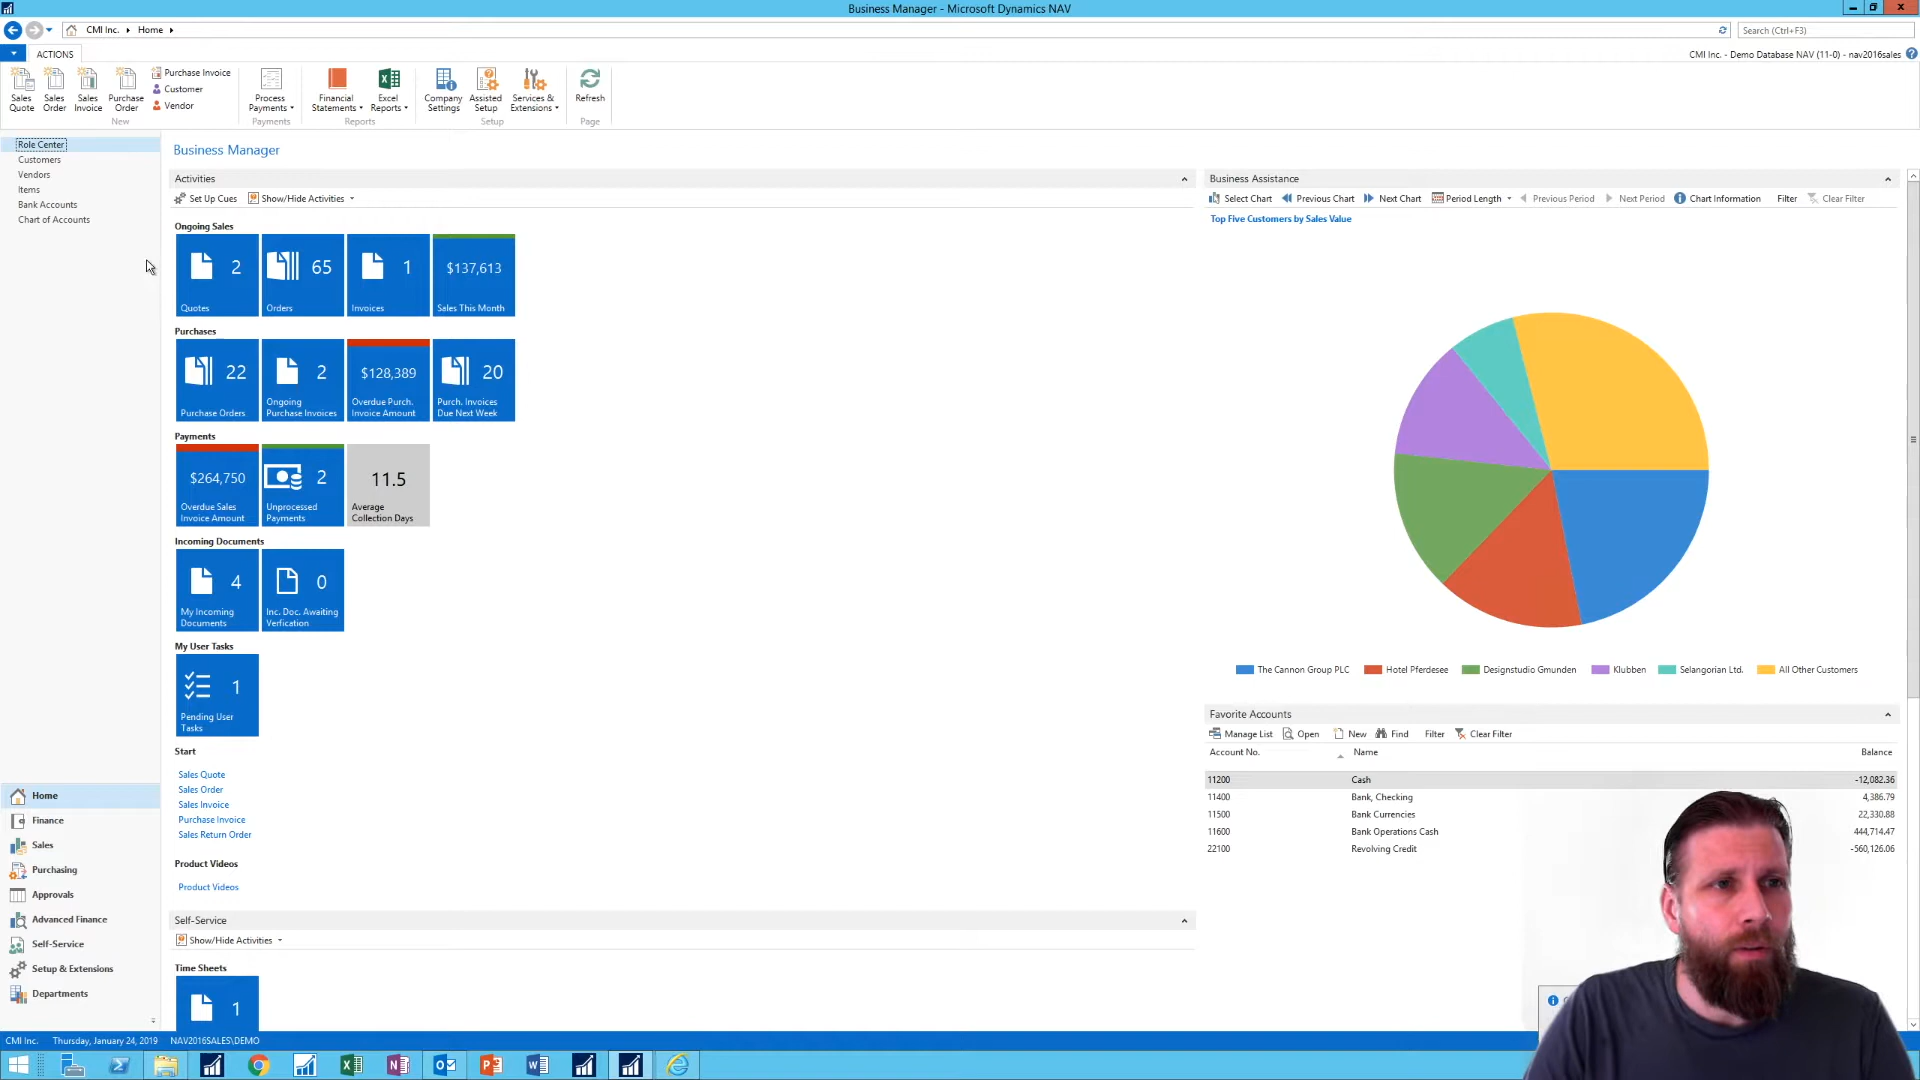 Business Manager - Microsoft Dynamics NAV
CMI Inc. Home
Search (Ctrl+F3)
ACTIONS
CMI Inc. - Demo Database NAV (11-0) - nav2016sales
Sales Quote
Sales Order
Sales Invoice
Purchase Order
Purchase Invoice
Customer
Vendor
New
Process Payments
Payments
Financial Statements
Excel Reports
Reports
Company Settings
Assisted Setup
Services & Extensions
Setup
Refresh
Page
Role Center
Customers
Vendors
Items
Bank Accounts
Chart of Accounts
Business Manager
Activities
Set Up Cues
Show/Hide Activities
Ongoing Sales
2
Quotes
65
Orders
1
Invoices
$137,613
Sales This Month
Purchases
22
Purchase Orders
2
Ongoing
Purchase Invoices
$128,389
Overdue Purch.
Invoice Amount
20
Purch. Invoices
Due Next Week
Payments
$264,750
Overdue Sales
Invoice Amount
2
Unprocessed
Payments
11.5
Average
Collection Days
Incoming Documents
4
My Incoming
Documents
0
Inc. Doc. Awaiting
Verfication
My User Tasks
1
Pending User
Tasks
Start
Sales Quote
Sales Order
Sales Invoice
Purchase Invoice
Sales Return Order
Product Videos
Product Videos
Self-Service
Show/Hide Activities
Time Sheets
1
Business Assistance
Select Chart
Previous Chart
Next Chart
Period Length
Previous Period
Next Period
Chart Information
Filter
Clear Filter
Top Five Customers by Sales Value
The Cannon Group PLC
Hotel Pferdesee
Designstudio Gmunden
Klubben
Selangorian Ltd.
All Other Customers
Favorite Accounts
Manage List
Open
New
Find
Filter
Clear Filter
Account No. Name Balance
11200 Cash -12,082.36
11400 Bank, Checking 4,386.79
11500 Bank Currencies 22,330.88
11600 Bank Operations Cash 444,714.47
22100 Revolving Credit -560,126.06
Home
Finance
Sales
Purchasing
Approvals
Advanced Finance
Self-Service
Setup & Extensions
Departments
CMI Inc. Thursday, January 24, 2019 NAV2016SALES\DEMO